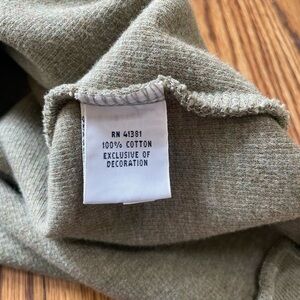 RN 41381
100% COTTON
EXCLUSIVE OF
DECORATION